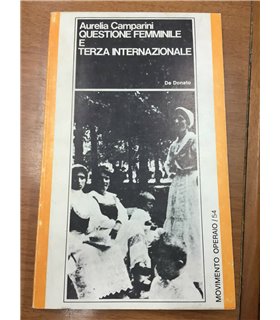 Aurelia Camparini
QUESTIONE FEMMINILE
E
TERZA INTERNAZIONALE
De Donato
MOVIMENTO OPERAIO / 54